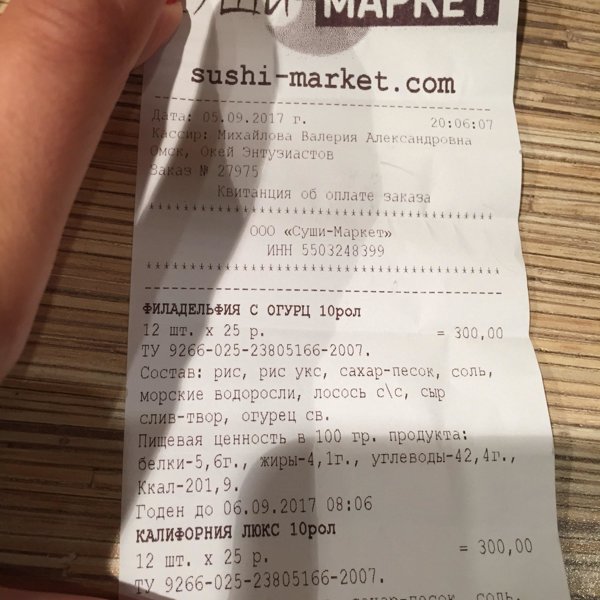 СУШИ МАРКЕТ
sushi-market.com
Дата: 05.09.2017 г. 20:06:07
Кассир: Михайлова Валерия Александровна
Омск, Окей Энтузиастов
Заказ № 27975
Квитанция об оплате заказа
ООО «Суши-Маркет»
ИНН 5503248399
ФИЛАДЕЛЬФИЯ С ОГУРЦ 10рол
12 шт. x 25 р. = 300,00
ТУ 9266-025-23805166-2007.
Состав: рис, рис укс, сахар-песок, соль,
морские водоросли, лосось с\с, сыр
слив-твор, огурец св.
Пищевая ценность в 100 гр. продукта:
белки-5,6г., жиры-4,1г., углеводы-42,4г.,
Ккал-201,9.
Годен до 06.09.2017 08:06
КАЛИФОРНИЯ ЛЮКС 10рол
12 шт. x 25 р. = 300,00
ТУ 9266-025-23805166-2007.
сахар-песок, соль,